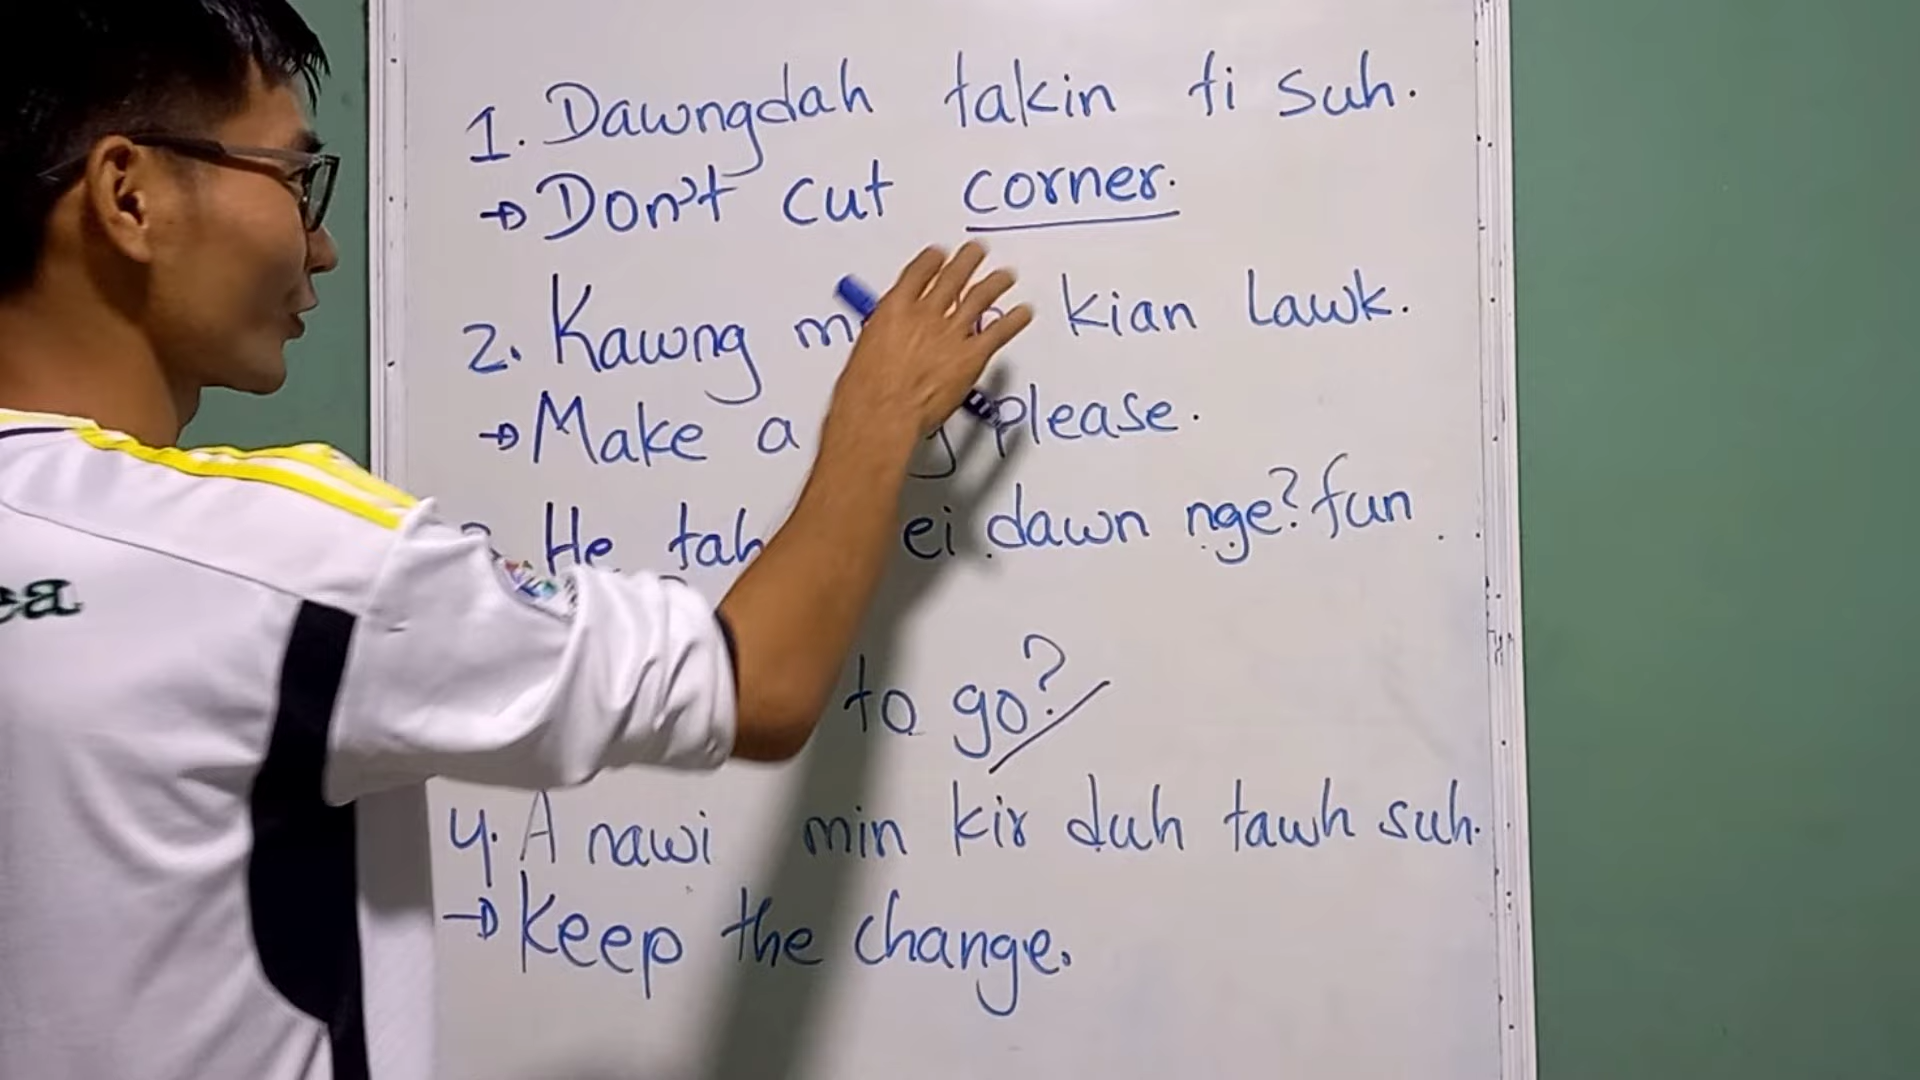 1. Dawngdah takin ti suh.
→ Don't cut corner.
2. Kawng kian lawk.
→ Make a please.
He tah ei dawn nge? fun
to go?
4. A nawi min kir duh tawh suh.
→ Keep the change.